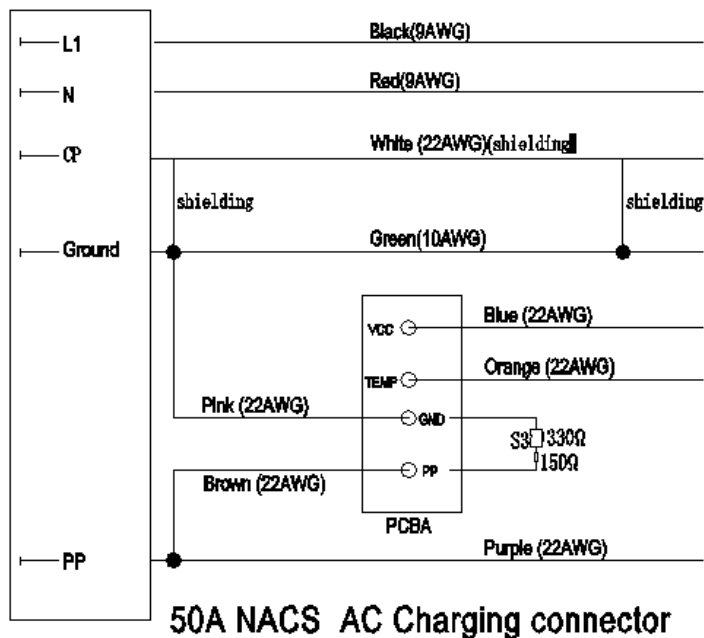 Black(9AWG)
L1
Red(9AWG)
N
White (22AWG)(shielding
CP
shielding
shielding
Green(10AWG)
Ground
Blue (22AWG)
VCC
Orange (22AWG)
TEMP
Pink (22AWG)
GND
S3 330Ω
150Ω
PP
Brown (22AWG)
PCBA
Purple (22AWG)
PP
50A NACS AC Charging connector